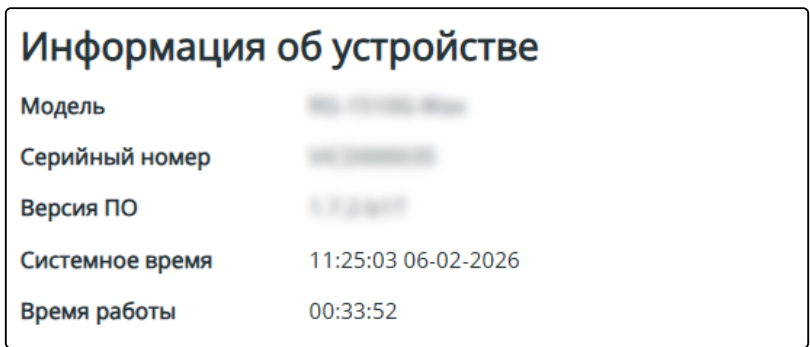 Информация об устройстве
Модель
Серийный номер
Версия ПО
Системное время 11:25:03 06-02-2026
Время работы 00:33:52